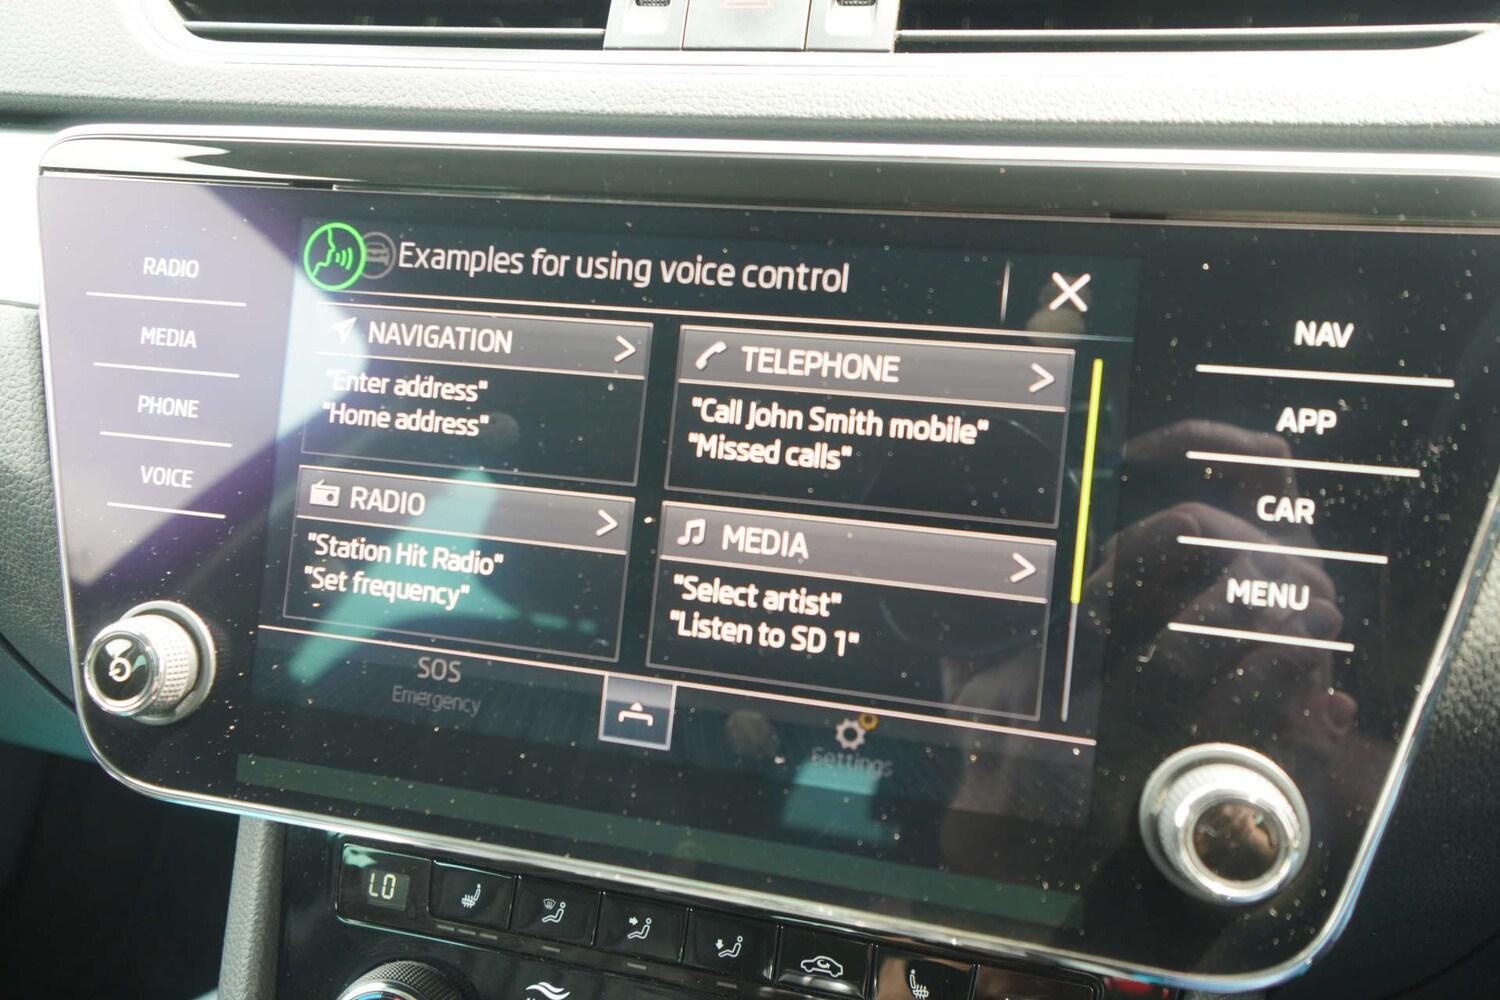 Examples for using voice control
RADIO
MEDIA
PHONE
VOICE
NAVIGATION
"Enter address"
"Home address"
TELEPHONE
"Call John Smith mobile"
"Missed calls"
RADIO
"Station Hit Radio"
"Set frequency"
MEDIA
"Select artist"
"Listen to SD 1"
SOS
Emergency
Settings
NAV
APP
CAR
MENU
LO